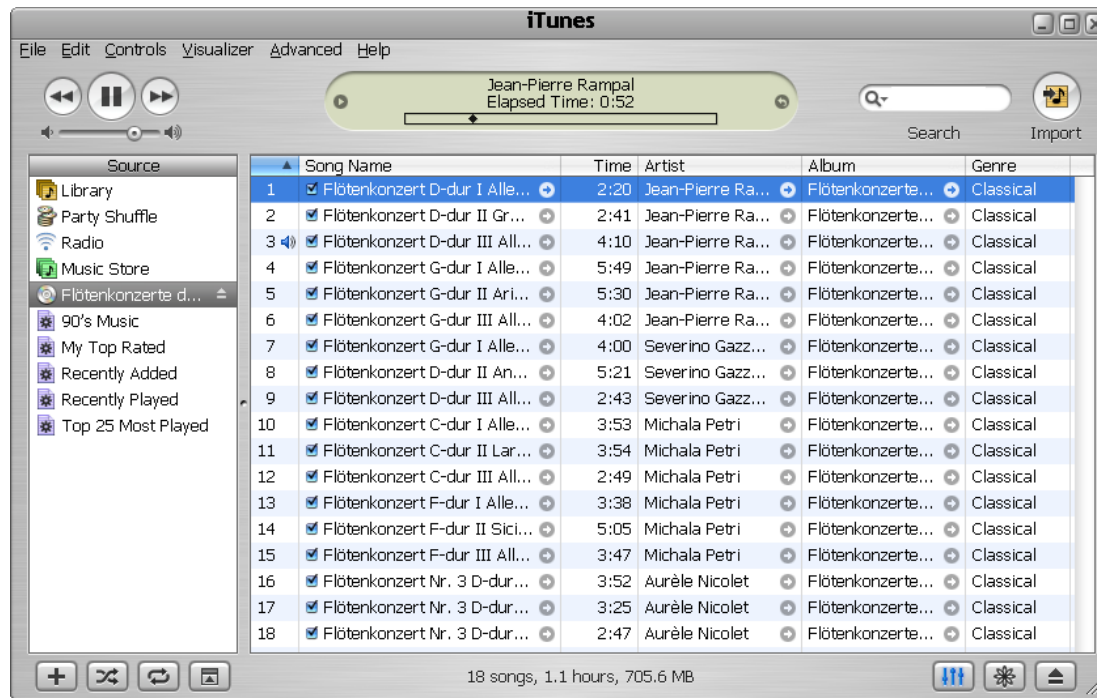 iTunes
File Edit Controls Visualizer Advanced Help
Jean-Pierre Rampal
Elapsed Time: 0:52
Search Import
Source
Library
Party Shuffle
Radio
Music Store
Flötenkonzerte d...
90's Music
My Top Rated
Recently Added
Recently Played
Top 25 Most Played
Song Name Time Artist Album Genre
1 Flötenkonzert D-dur I Alle... 2:20 Jean-Pierre Ra... Flötenkonzerte... Classical
2 Flötenkonzert D-dur II Gr... 2:41 Jean-Pierre Ra... Flötenkonzerte... Classical
3 Flötenkonzert D-dur III All... 4:10 Jean-Pierre Ra... Flötenkonzerte... Classical
4 Flötenkonzert G-dur I Alle... 5:49 Jean-Pierre Ra... Flötenkonzerte... Classical
5 Flötenkonzert G-dur II Ari... 5:30 Jean-Pierre Ra... Flötenkonzerte... Classical
6 Flötenkonzert G-dur III All... 4:02 Jean-Pierre Ra... Flötenkonzerte... Classical
7 Flötenkonzert G-dur I Alle... 4:00 Severino Gazz... Flötenkonzerte... Classical
8 Flötenkonzert D-dur II An... 5:21 Severino Gazz... Flötenkonzerte... Classical
9 Flötenkonzert D-dur III All... 2:43 Severino Gazz... Flötenkonzerte... Classical
10 Flötenkonzert C-dur I Alle... 3:53 Michala Petri Flötenkonzerte... Classical
11 Flötenkonzert C-dur II Lar... 3:54 Michala Petri Flötenkonzerte... Classical
12 Flötenkonzert C-dur III All... 2:49 Michala Petri Flötenkonzerte... Classical
13 Flötenkonzert F-dur I Alle... 3:38 Michala Petri Flötenkonzerte... Classical
14 Flötenkonzert F-dur II Sici... 5:05 Michala Petri Flötenkonzerte... Classical
15 Flötenkonzert F-dur III All... 3:47 Michala Petri Flötenkonzerte... Classical
16 Flötenkonzert Nr. 3 D-dur... 3:52 Aurèle Nicolet Flötenkonzerte... Classical
17 Flötenkonzert Nr. 3 D-dur... 3:25 Aurèle Nicolet Flötenkonzerte... Classical
18 Flötenkonzert Nr. 3 D-dur... 2:47 Aurèle Nicolet Flötenkonzerte... Classical
18 songs, 1.1 hours, 705.6 MB